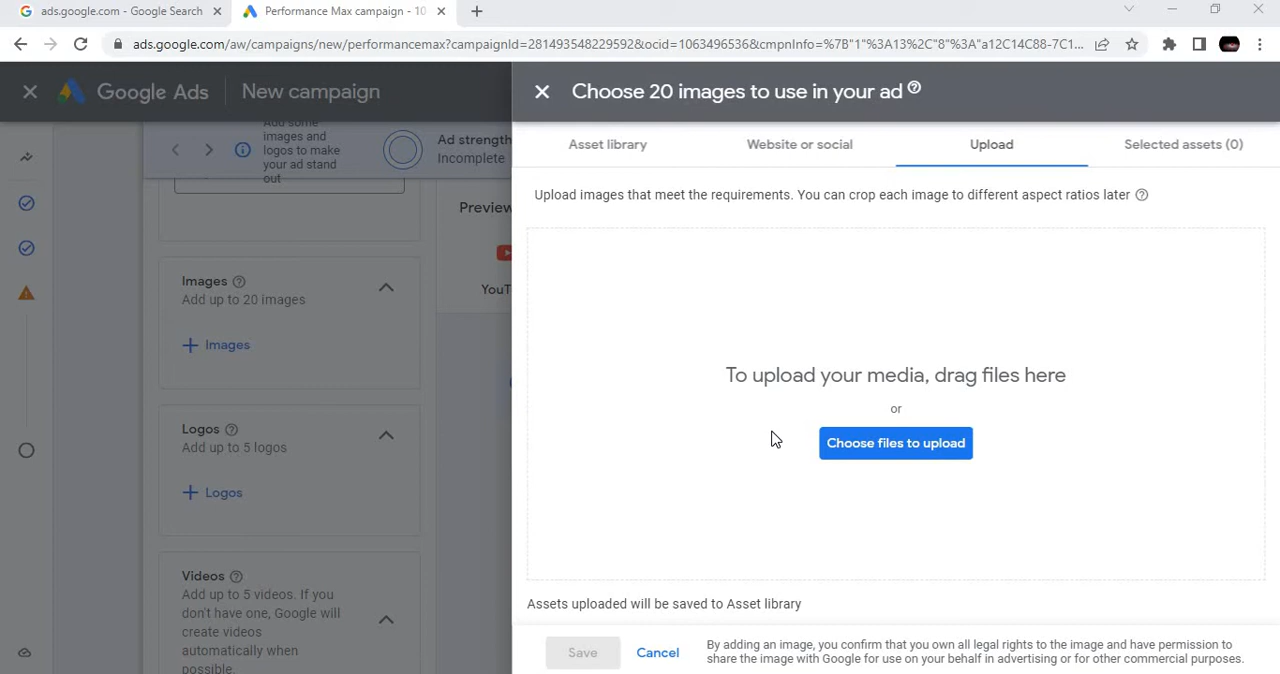 ads.google.com - Google Search
Performance Max campaign - 10
ads.google.com/aw/campaigns/new/performancemax?campaignId=281493548229592&ocid=1063496536&cmpnInfo=%7B"1"%3A13%2C"8"%3A"a12C14C88-7C1...
Google Ads
New campaign
Add some
images and
logos to make
your ad stand
out
Ad strength
Incomplete
Preview
YouT
Images
Add up to 20 images
+ Images
Logos
Add up to 5 logos
+ Logos
Videos
Add up to 5 videos. If you
don't have one, Google will
create videos
automatically when
possible.
Choose 20 images to use in your ad
Asset library
Website or social
Upload
Selected assets (0)
Upload images that meet the requirements. You can crop each image to different aspect ratios later
To upload your media, drag files here
or
Choose files to upload
Assets uploaded will be saved to Asset library
Save
Cancel
By adding an image, you confirm that you own all legal rights to the image and have permission to
share the image with Google for use on your behalf in advertising or for other commercial purposes.